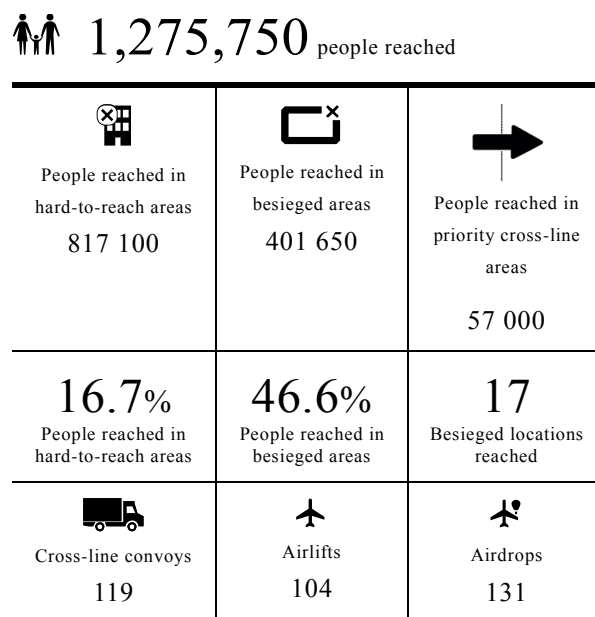 1,275,750 people reached
People reached in
hard-to-reach areas
817 100
People reached in
besieged areas
401 650
People reached in
priority cross-line
areas
57 000
16.7%
People reached in
hard-to-reach areas
46.6%
People reached in
besieged areas
17
Besieged locations
reached
Cross-line convoys
119
Airlifts
104
Airdrops
131